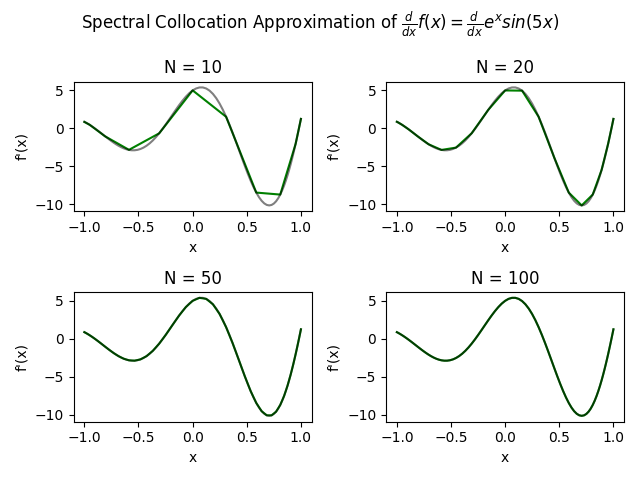 Spectral Collocation Approximation of $\frac{d}{dx}f(x) = \frac{d}{dx}e^x sin(5x)$
N = 10
N = 20
5
0
−5
−10
f'(x)
−1.0 −0.5 0.0 0.5 1.0
x
5
0
−5
−10
f'(x)
−1.0 −0.5 0.0 0.5 1.0
x
N = 50
N = 100
5
0
−5
−10
f'(x)
−1.0 −0.5 0.0 0.5 1.0
x
5
0
−5
−10
f'(x)
−1.0 −0.5 0.0 0.5 1.0
x